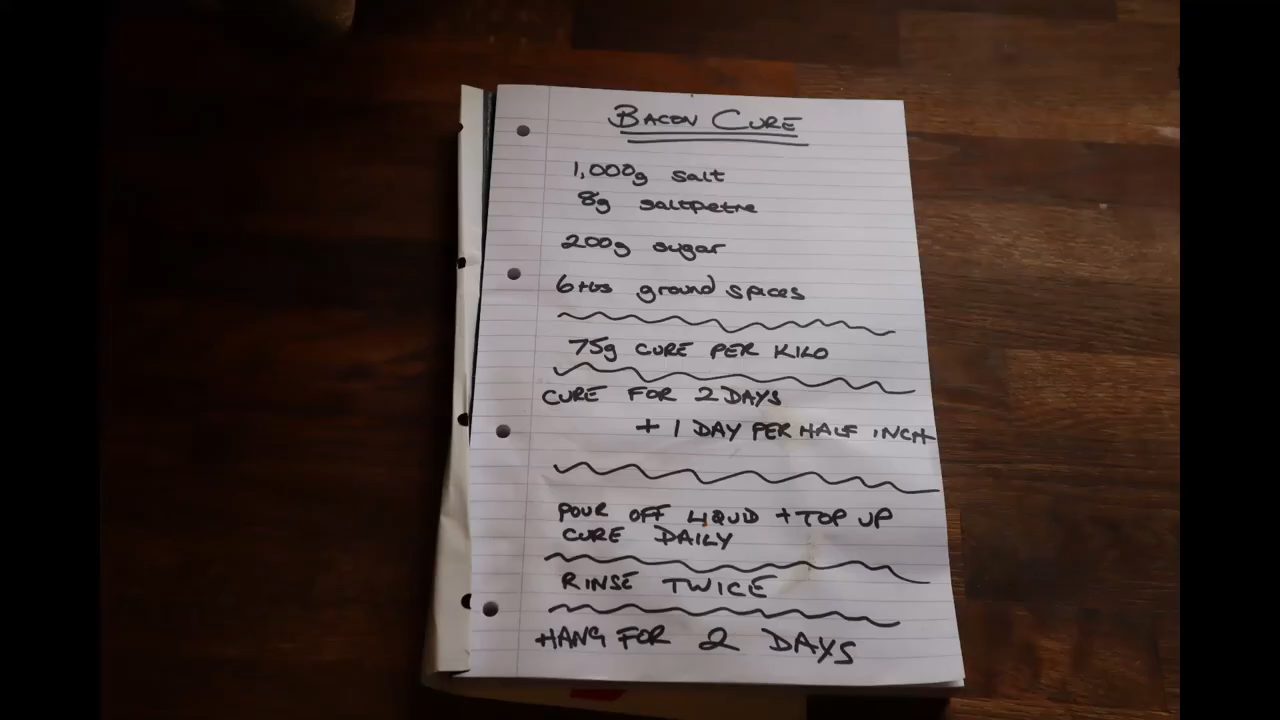 BACON CURE
1,000g salt
8g saltpetre
200g sugar
6tbs ground spices
75g CURE PER KILO
CURE FOR 2 DAYS
+ 1 DAY PER HALF INCH
POUR OFF LIQUD + TOP UP
CURE DAILY
RINSE TWICE
HANG FOR 2 DAYS